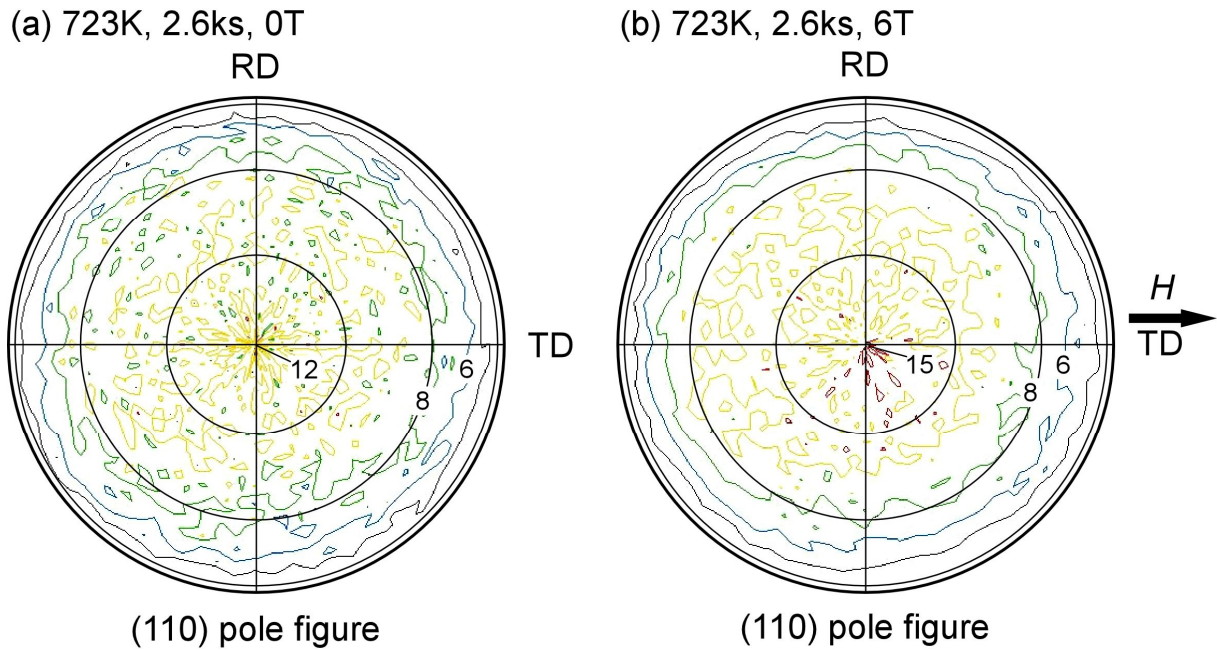 (a) 723K, 2.6ks, 0T
RD
TD
12
6
8
(110) pole figure
(b) 723K, 2.6ks, 6T
RD
H
TD
15
6
8
(110) pole figure